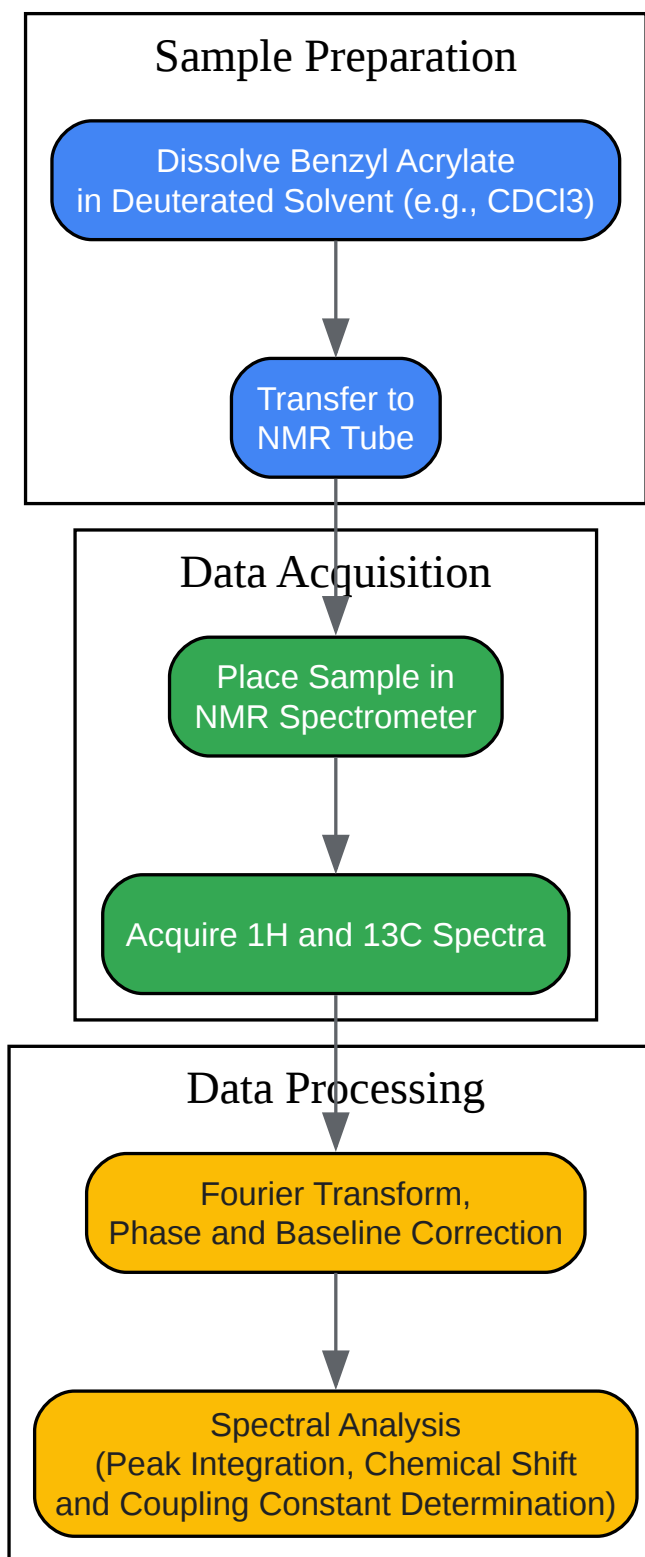 Sample Preparation
Dissolve Benzyl Acrylate
in Deuterated Solvent (e.g., CDCl3)
Transfer to
NMR Tube
Data Acquisition
Place Sample in
NMR Spectrometer
Acquire 1H and 13C Spectra
Data Processing
Fourier Transform,
Phase and Baseline Correction
Spectral Analysis
(Peak Integration, Chemical Shift
and Coupling Constant Determination)